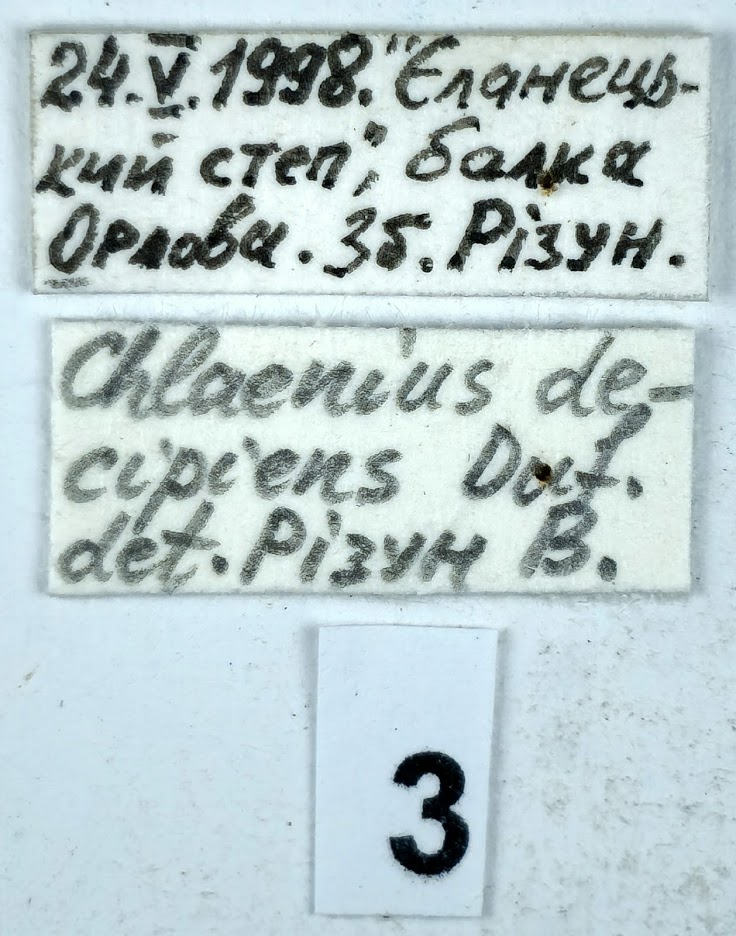 24.V.1998. "Єланець-
кий степ", балка
Орлова. Зб. Різун.
Chlaenius de-
cipiens Duf.
det. Різун В.
3